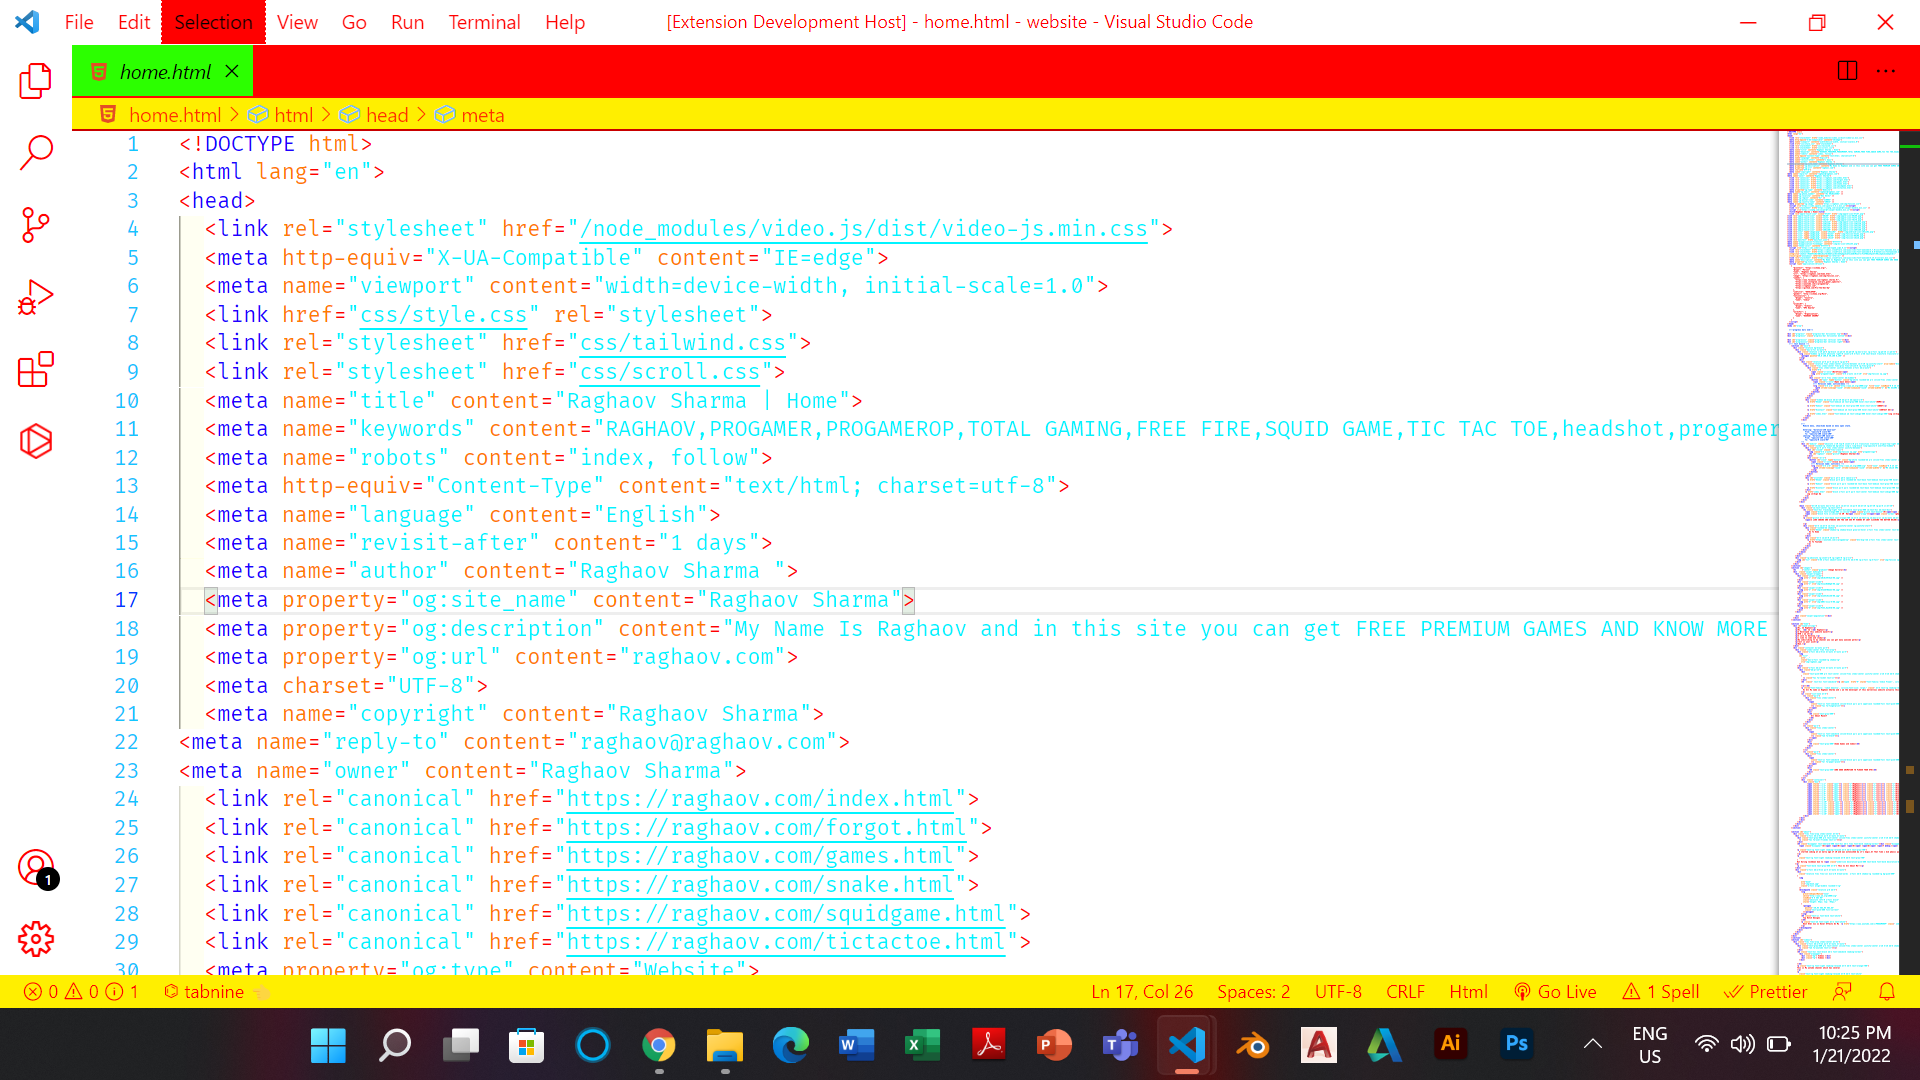 File Edit Selection View Go Run Terminal Help [Extension Development Host] - home.html - website - Visual Studio Code
home.html
home.html > html > head > meta
1 <!DOCTYPE html>
2 <html lang="en">
3 <head>
4 <link rel="stylesheet" href="/node_modules/video.js/dist/video-js.min.css">
5 <meta http-equiv="X-UA-Compatible" content="IE=edge">
6 <meta name="viewport" content="width=device-width, initial-scale=1.0">
7 <link href="css/style.css" rel="stylesheet">
8 <link rel="stylesheet" href="css/tailwind.css">
9 <link rel="stylesheet" href="css/scroll.css">
10 <meta name="title" content="Raghaov Sharma | Home">
11 <meta name="keywords" content="RAGHAOV,PROGAMER,PROGAMEROP,TOTAL GAMING,FREE FIRE,SQUID GAME,TIC TAC TOE,headshot,progamer
12 <meta name="robots" content="index, follow">
13 <meta http-equiv="Content-Type" content="text/html; charset=utf-8">
14 <meta name="language" content="English">
15 <meta name="revisit-after" content="1 days">
16 <meta name="author" content="Raghaov Sharma ">
17 <meta property="og:site_name" content="Raghaov Sharma">
18 <meta property="og:description" content="My Name Is Raghaov and in this site you can get FREE PREMIUM GAMES AND KNOW MORE
19 <meta property="og:url" content="raghaov.com">
20 <meta charset="UTF-8">
21 <meta name="copyright" content="Raghaov Sharma">
22 <meta name="reply-to" content="raghaov@raghaov.com">
23 <meta name="owner" content="Raghaov Sharma">
24 <link rel="canonical" href="https://raghaov.com/index.html">
25 <link rel="canonical" href="https://raghaov.com/forgot.html">
26 <link rel="canonical" href="https://raghaov.com/games.html">
27 <link rel="canonical" href="https://raghaov.com/snake.html">
28 <link rel="canonical" href="https://raghaov.com/squidgame.html">
29 <link rel="canonical" href="https://raghaov.com/tictactoe.html">
30 <meta property="og:type" content="Website">
1
0 0 1 tabnine Ln 17, Col 26 Spaces: 2 UTF-8 CRLF Html Go Live 1 Spell Prettier
ENG 10:25 PM
US 1/21/2022
W X P T A Ai Ps